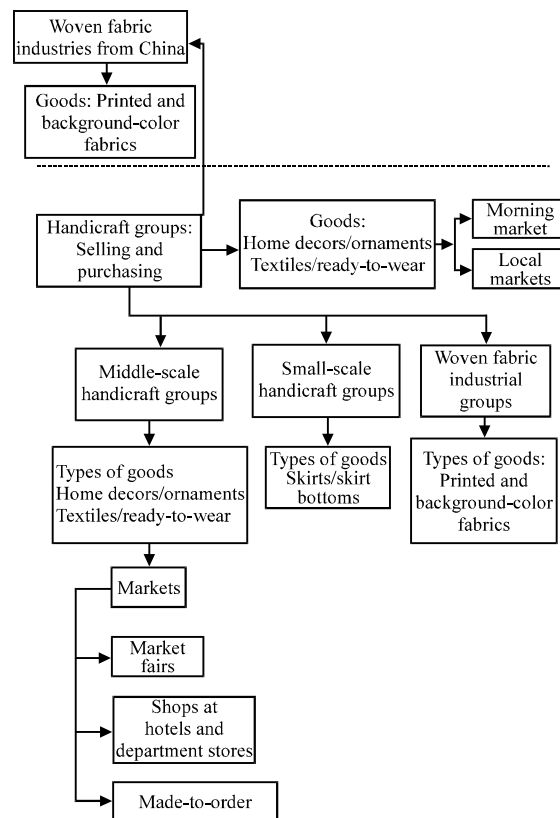 Woven fabric
industries from China
Goods: Printed and
background-color
fabrics
Handicraft groups:
Selling and
purchasing
Goods:
Home decors/ornaments
Textiles/ready-to-wear
Morning
market
Local
markets
Middle-scale
handicraft groups
Small-scale
handicraft groups
Woven fabric
industrial
groups
Types of goods
Home decors/ornaments
Textiles/ready-to-wear
Types of goods
Skirts/skirt
bottoms
Types of goods:
Printed and
background-color
fabrics
Markets
Market
fairs
Shops at
hotels and
department stores
Made-to-order